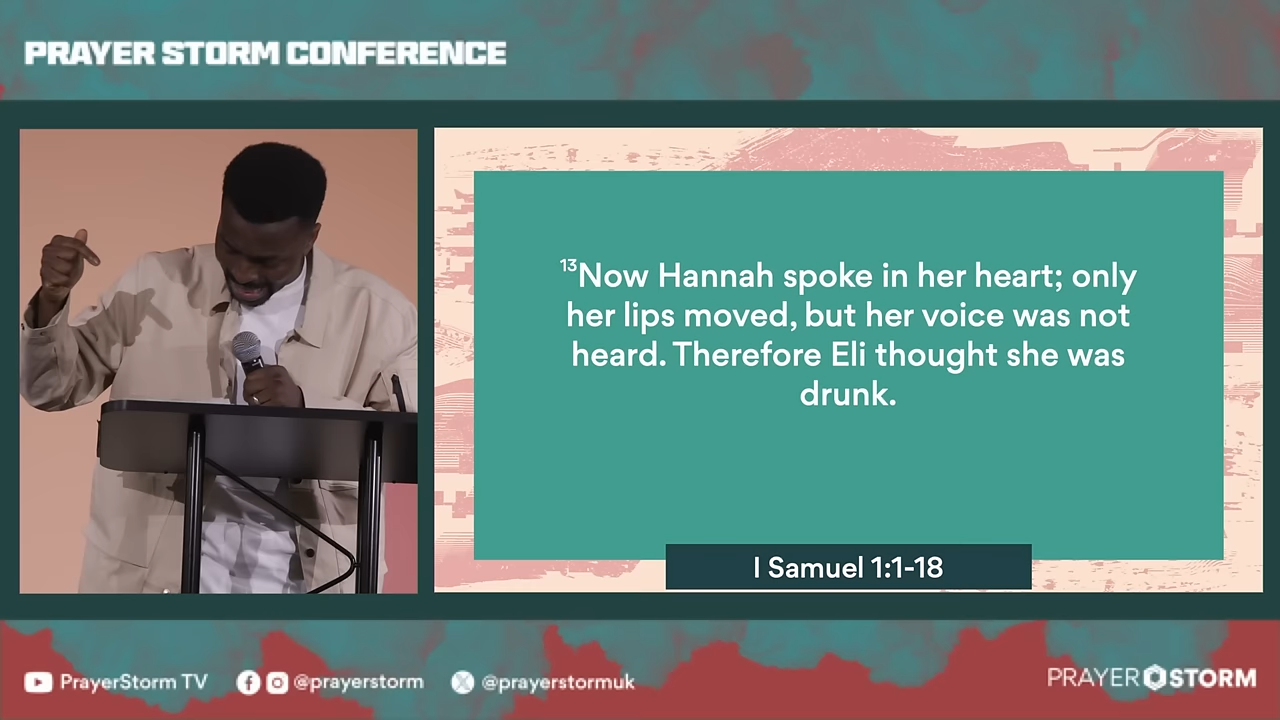 PRAYER STORM CONFERENCE
¹³Now Hannah spoke in her heart; only
her lips moved, but her voice was not
heard. Therefore Eli thought she was
drunk.
I Samuel 1:1-18
PrayerStorm TV
@prayerstorm
@prayerstormuk
PRAYER STORM